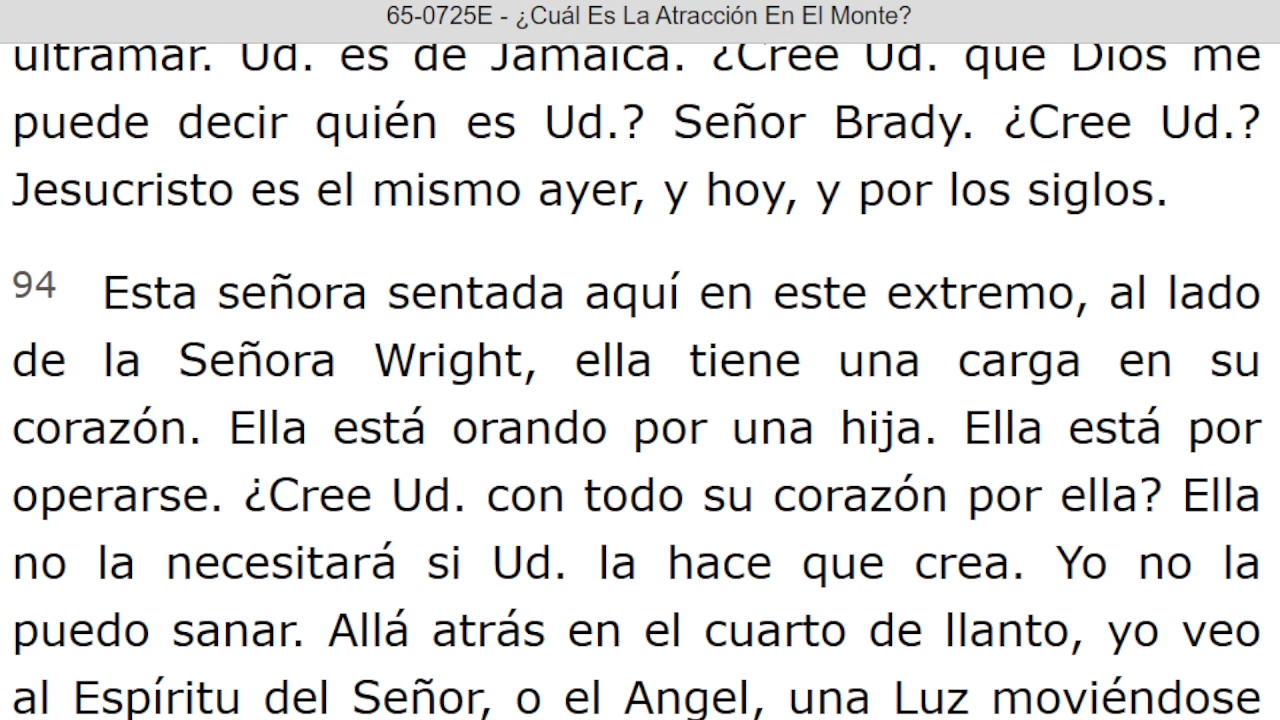 65-0725E - ¿Cuál Es La Atracción En El Monte?
ultramar. Ud. es de Jamaica. ¿Cree Ud. que Dios me
puede decir quién es Ud.? Señor Brady. ¿Cree Ud.?
Jesucristo es el mismo ayer, y hoy, y por los siglos.
94 Esta señora sentada aquí en este extremo, al lado
de la Señora Wright, ella tiene una carga en su
corazón. Ella está orando por una hija. Ella está por
operarse. ¿Cree Ud. con todo su corazón por ella? Ella
no la necesitará si Ud. la hace que crea. Yo no la
puedo sanar. Allá atrás en el cuarto de llanto, yo veo
al Espíritu del Señor, o el Angel, una Luz moviéndose